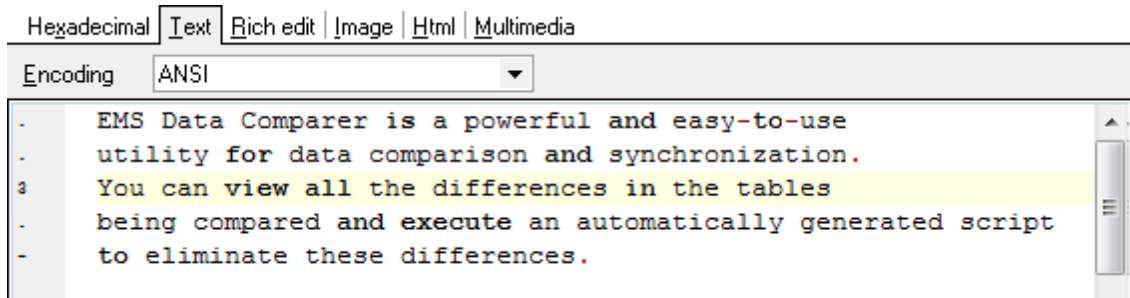 Hexadecimal Text Rich edit Image Html Multimedia
Encoding ANSI
EMS Data Comparer is a powerful and easy-to-use
utility for data comparison and synchronization.
3 You can view all the differences in the tables
being compared and execute an automatically generated script
to eliminate these differences.